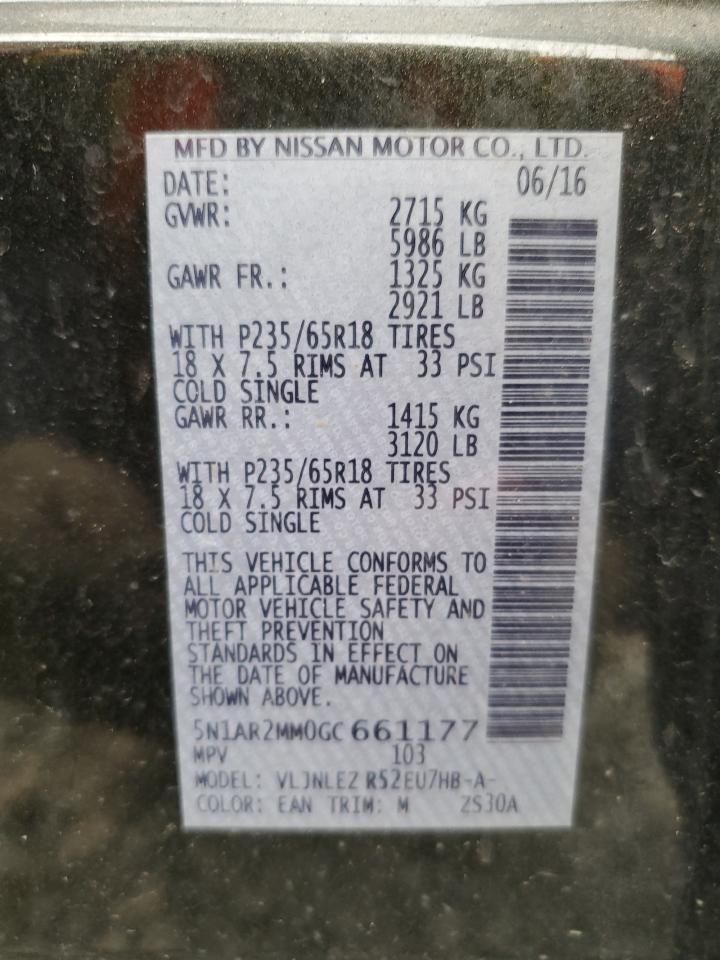 MFD BY NISSAN MOTOR CO., LTD.
DATE: 06/16
GVWR: 2715 KG
5986 LB
GAWR FR.: 1325 KG
2921 LB
WITH P235/65R18 TIRES
18 X 7.5 RIMS AT 33 PSI
COLD SINGLE
GAWR RR.: 1415 KG
3120 LB
WITH P235/65R18 TIRES
18 X 7.5 RIMS AT 33 PSI
COLD SINGLE
THIS VEHICLE CONFORMS TO
ALL APPLICABLE FEDERAL
MOTOR VEHICLE SAFETY AND
THEFT PREVENTION
STANDARDS IN EFFECT ON
THE DATE OF MANUFACTURE
SHOWN ABOVE.
5N1AR2MM0GC 661177
MPV 103
MODEL: VLJNLEZ R52EU7HB-A-
COLOR: EAN TRIM: M 2S30A